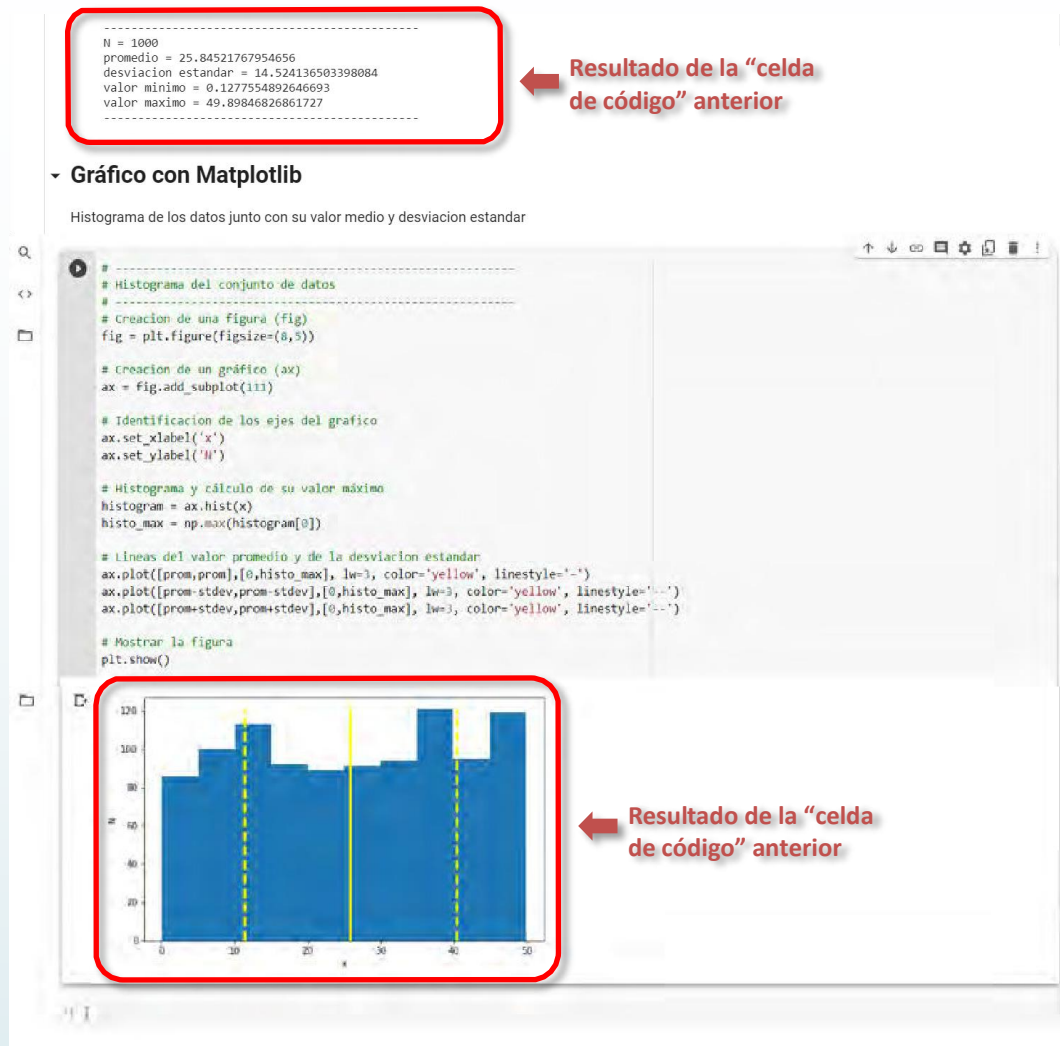 --------------------------------------------
N = 1000
promedio = 25.84521767954656
desviacion estandar = 14.524136503398084
valor minimo = 0.1277554892646693
valor maximo = 49.89846826861727
--------------------------------------------
Resultado de la “celda
de código” anterior
Gráfico con Matplotlib
Histograma de los datos junto con su valor medio y desviacion estandar
# -------------------------------------------------------
# Histograma del conjunto de datos
# -------------------------------------------------------
# Creacion de una figura (fig)
fig = plt.figure(figsize=(8,5))
# Creacion de un gráfico (ax)
ax = fig.add_subplot(111)
# Identificacion de los ejes del grafico
ax.set_xlabel('x')
ax.set_ylabel('N')
# Histograma y cálculo de su valor máximo
histogram = ax.hist(x)
histo_max = np.max(histogram[0])
# Lineas del valor promedio y de la desviacion estandar
ax.plot([prom,prom],[0,histo_max], lw=3, color='yellow', linestyle='-')
ax.plot([prom-stdev,prom-stdev],[0,histo_max], lw=3, color='yellow', linestyle='--')
ax.plot([prom+stdev,prom+stdev],[0,histo_max], lw=3, color='yellow', linestyle='--')
# Mostrar la figura
plt.show()
120
100
80
60
40
20
0
N
0 10 20 30 40 50
x
Resultado de la “celda
de código” anterior